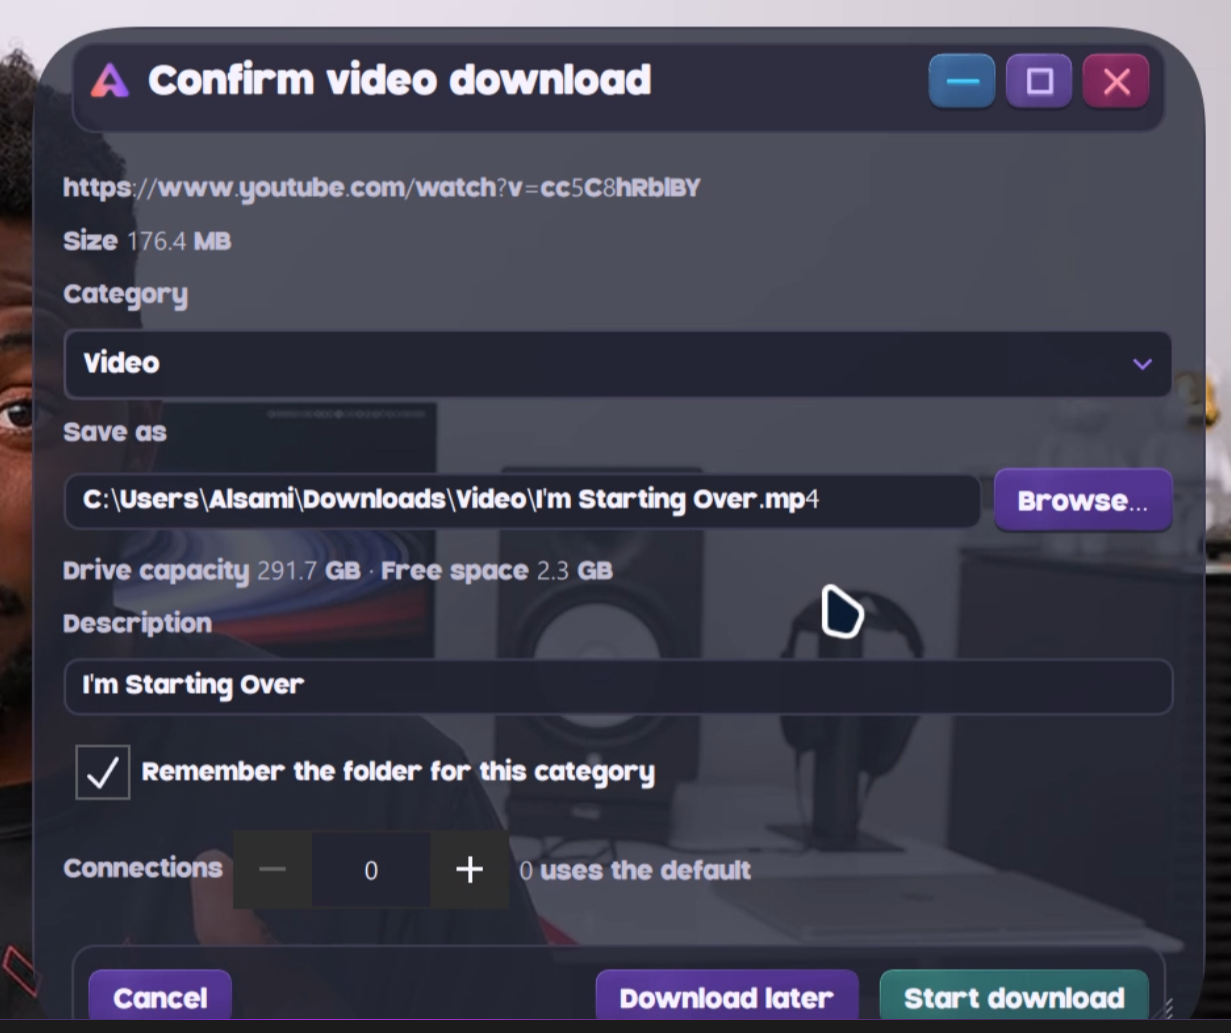 Confirm video download
https://www.youtube.com/watch?v=cc5C8hRblBY
Size 176.4 MB
Category
Video
Save as
C:\Users\Alsami\Downloads\Video\I'm Starting Over.mp4
Browse...
Drive capacity 291.7 GB · Free space 2.3 GB
Description
I'm Starting Over
Remember the folder for this category
Connections 0 0 uses the default
Cancel Download later Start download